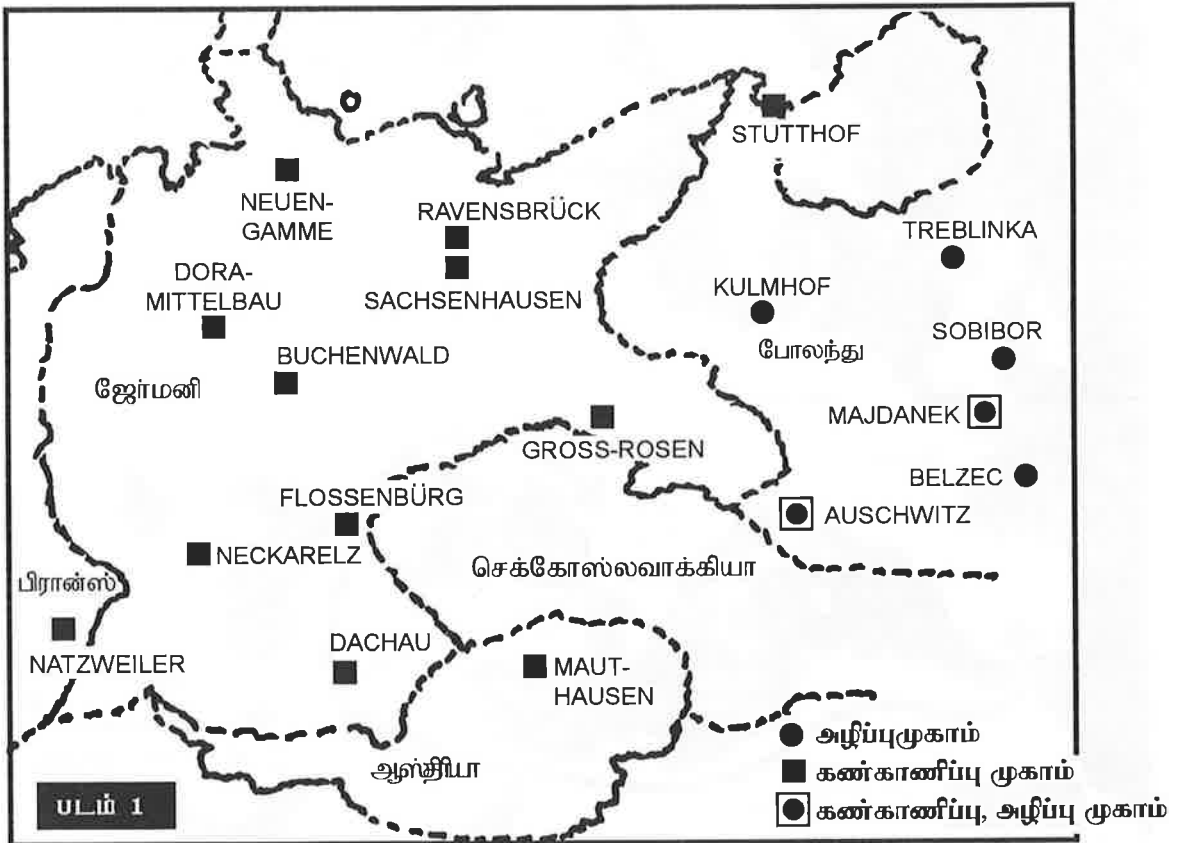 STUTTHOF
NEUEN-
GAMME
RAVENSBRÜCK
TREBLINKA
DORA-
MITTELBAU
SACHSENHAUSEN
KULMHOF
SOBIBOR
போலந்து
BUCHENWALD
ஜேர்மனி
MAJDANEK
GROSS-ROSEN
BELZEC
FLOSSENBÜRG
AUSCHWITZ
NECKARELZ
செக்கோஸ்லவாக்கியா
பிரான்ஸ்
DACHAU
NATZWEILER
MAUT-
HAUSEN
ஆஸ்திரியா
அழிப்புமுகாம்
கண்காணிப்பு முகாம்
கண்காணிப்பு, அழிப்பு முகாம்
படம் 1